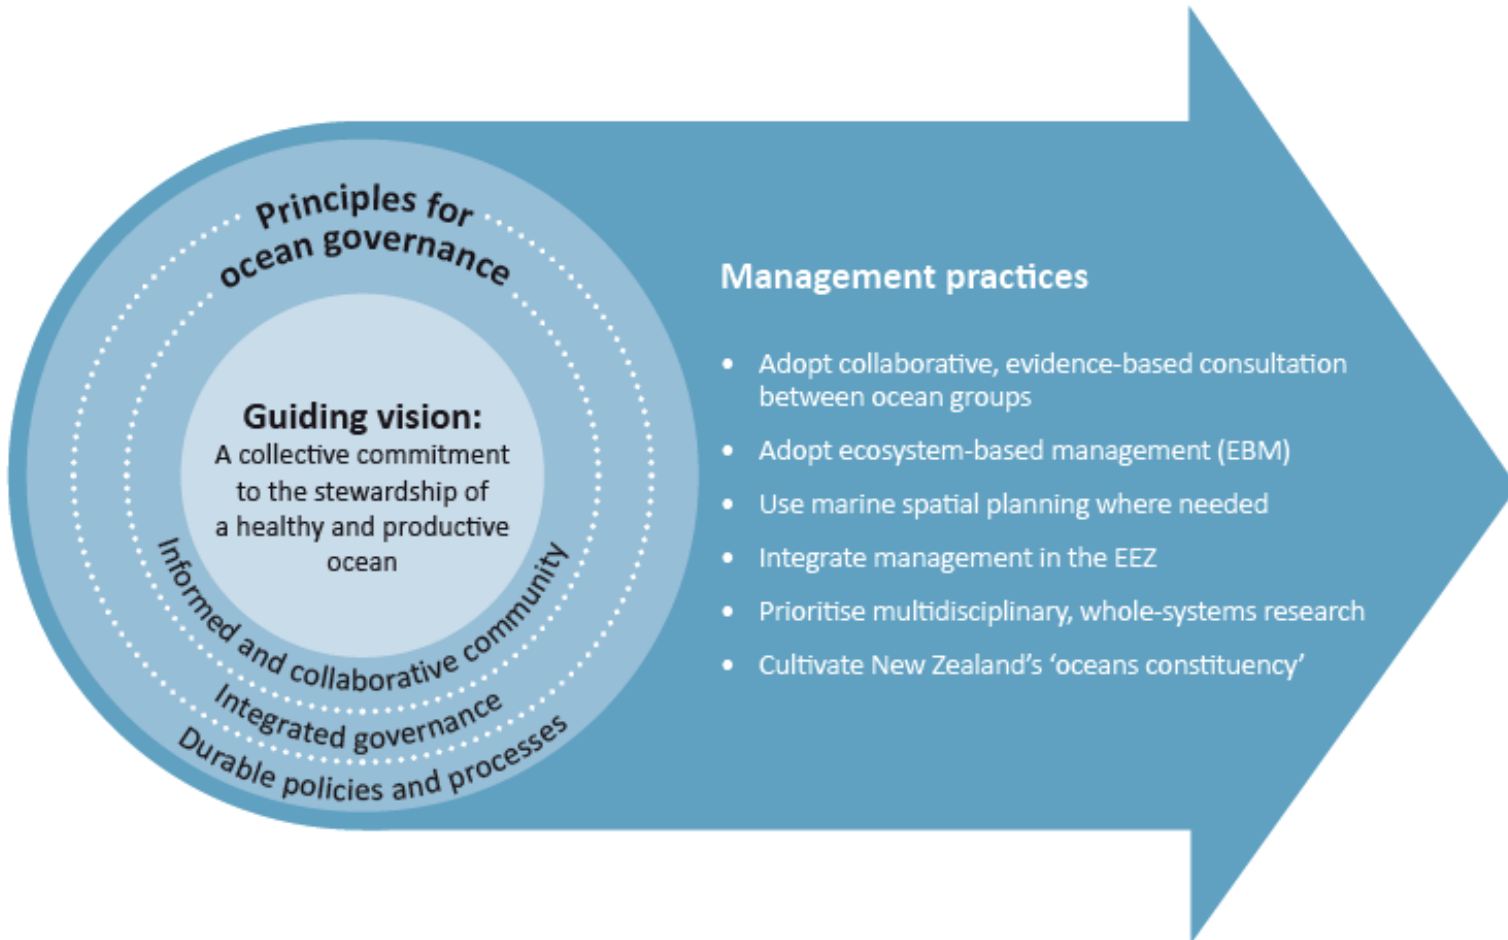 Principles for
ocean governance
Guiding vision:
A collective commitment
to the stewardship of
a healthy and productive
ocean
Informed and collaborative community
Integrated governance
Durable policies and processes
Management practices
• Adopt collaborative, evidence-based consultation
between ocean groups
• Adopt ecosystem-based management (EBM)
• Use marine spatial planning where needed
• Integrate management in the EEZ
• Prioritise multidisciplinary, whole-systems research
• Cultivate New Zealand’s ‘oceans constituency’